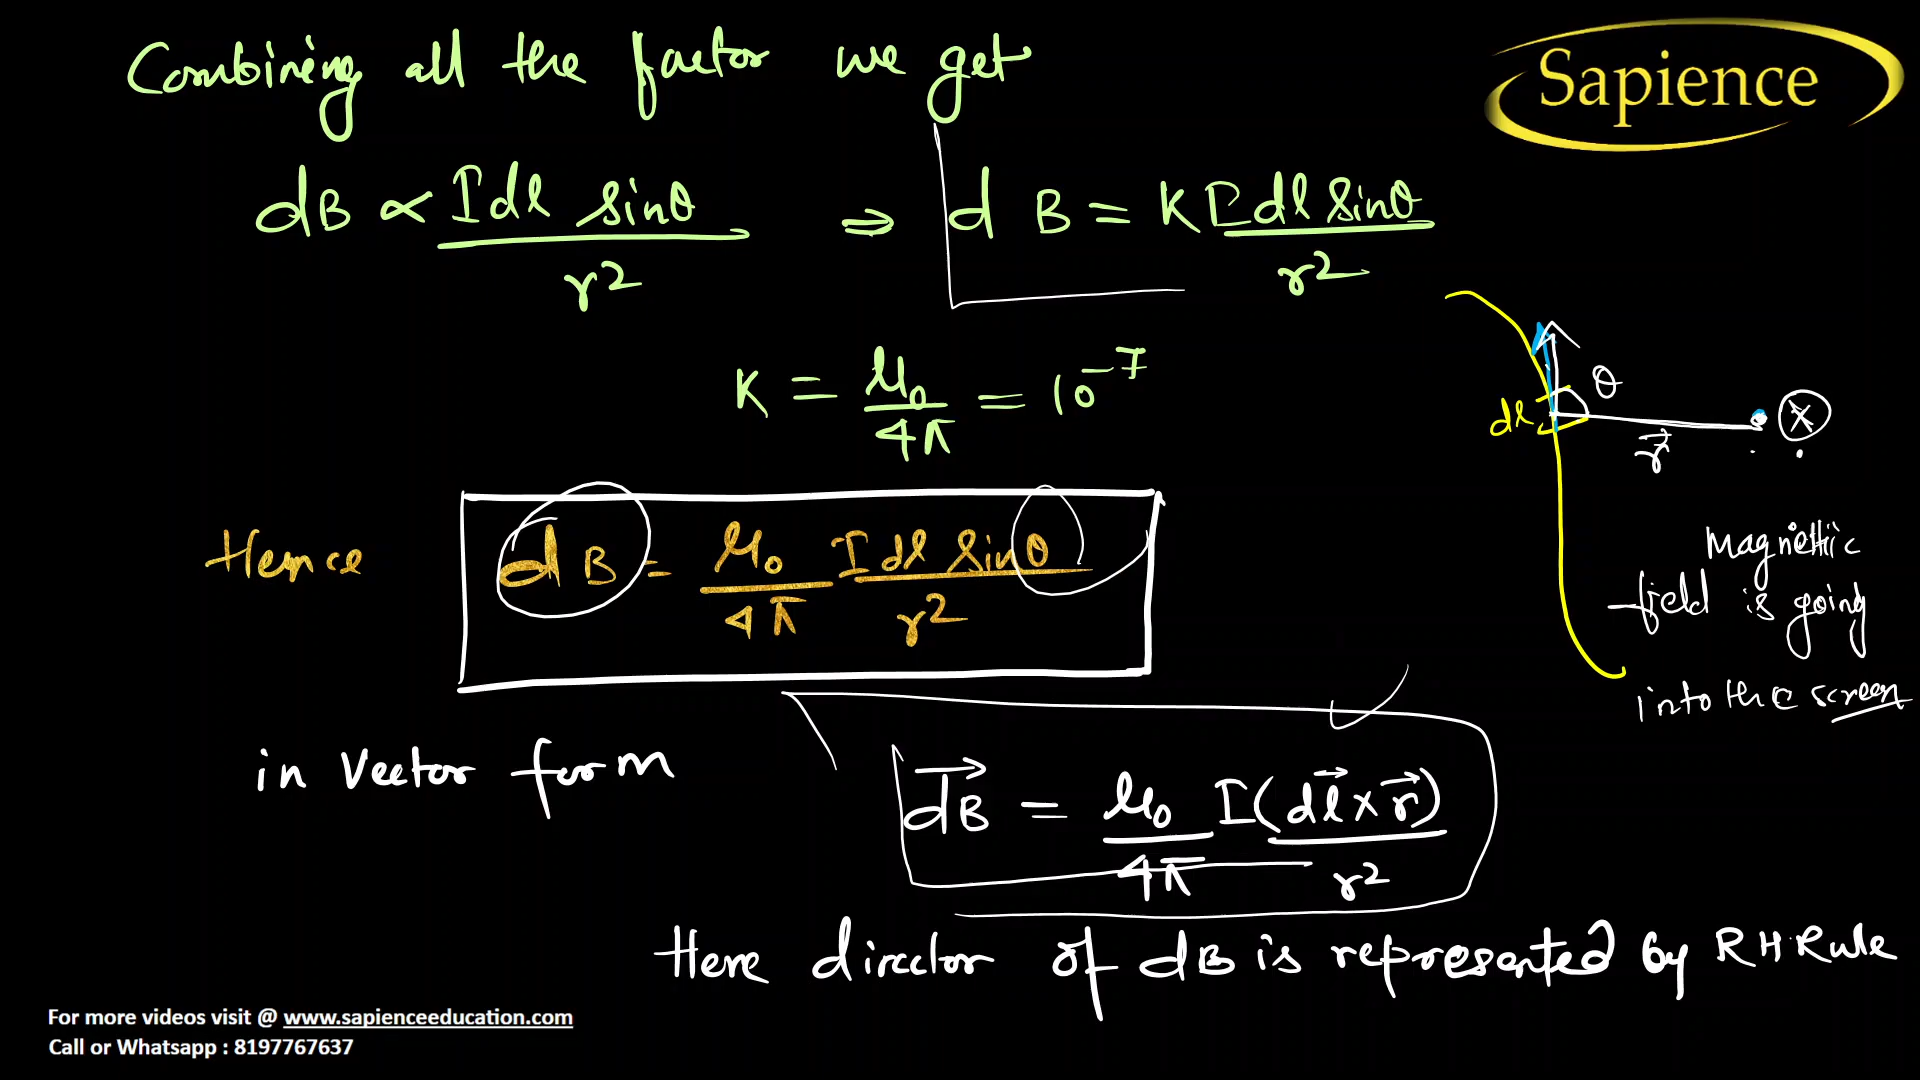 Combining all the factor we get
Sapience
dB ∝ Idl sinθ / r² ⇒ dB = K Idl sinθ / r²
K = μ₀ / 4π = 10⁻⁷
θ
dl
r⃗
Hence dB = μ₀ / 4π Idl sinθ / r²
Magnettic
field is going
into the screen
in Vector form
dB⃗ = μ₀ / 4π I(dl⃗ × r⃗) / r²
Here director of dB is represented by RH Rule
For more videos visit @ www.sapienceeducation.com
Call or Whatsapp : 8197767637